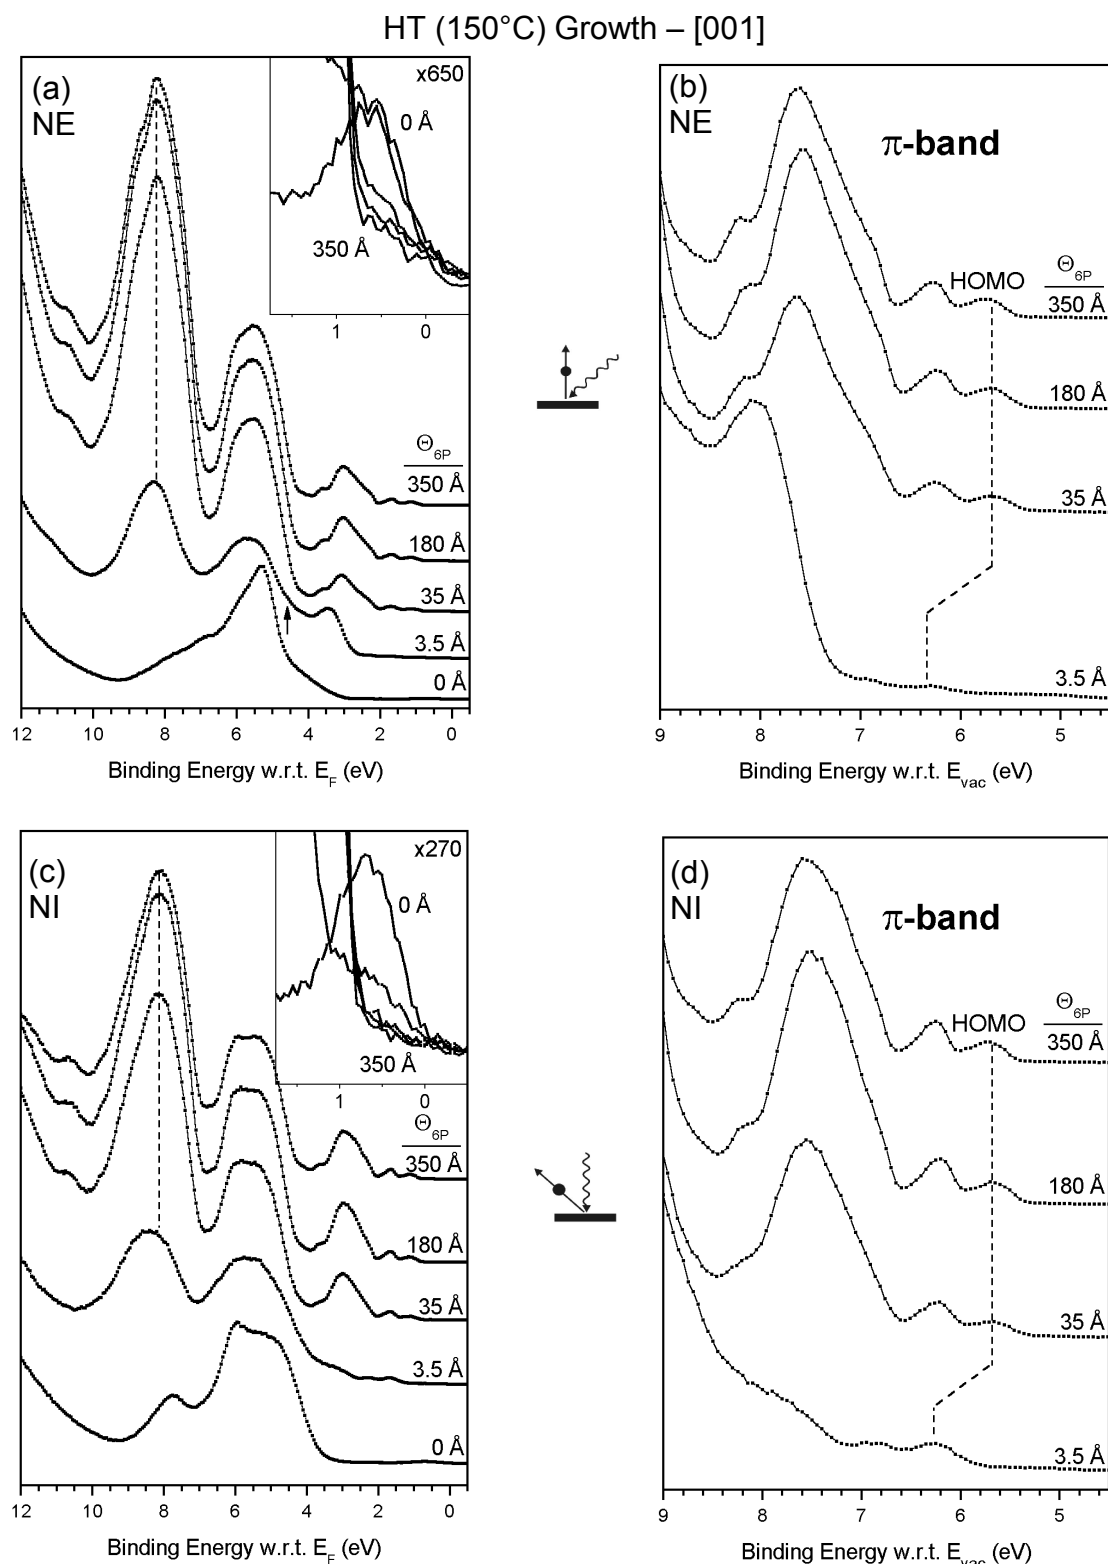 HT (150°C) Growth – [001]
(a)
NE
x650
0 Å
350 Å
1 0
Θ6P
350 Å
180 Å
35 Å
3.5 Å
0 Å
12 10 8 6 4 2 0
Binding Energy w.r.t. EF (eV)
(b)
NE
π-band
HOMO
Θ6P
350 Å
180 Å
35 Å
3.5 Å
9 8 7 6 5
Binding Energy w.r.t. Evac (eV)
(c)
NI
x270
0 Å
350 Å
1 0
Θ6P
350 Å
180 Å
35 Å
3.5 Å
0 Å
12 10 8 6 4 2 0
Binding Energy w.r.t. EF (eV)
(d)
NI
π-band
HOMO
Θ6P
350 Å
180 Å
35 Å
3.5 Å
9 8 7 6 5
Binding Energy w.r.t. Evac (eV)